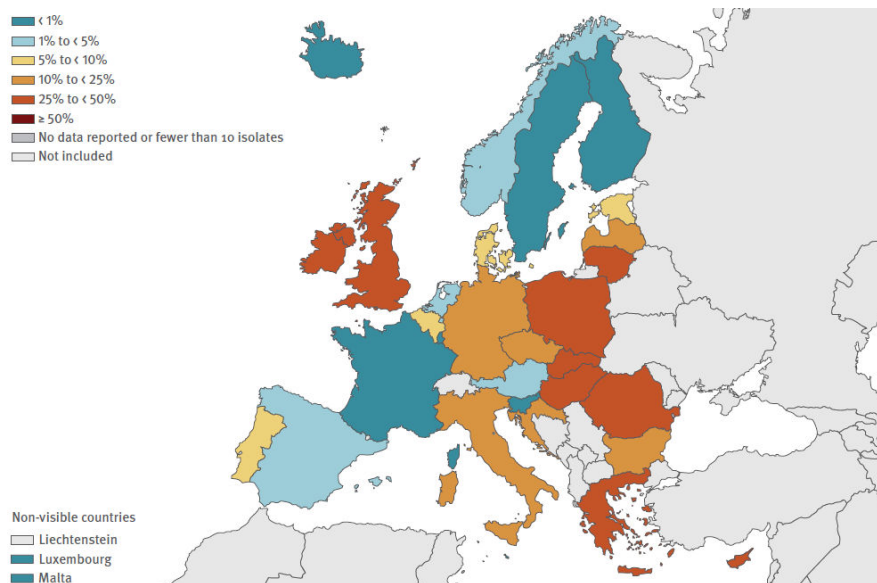 < 1%
1% to < 5%
5% to < 10%
10% to < 25%
25% to < 50%
≥ 50%
No data reported or fewer than 10 isolates
Not included
Non-visible countries
Liechtenstein
Luxembourg
Malta